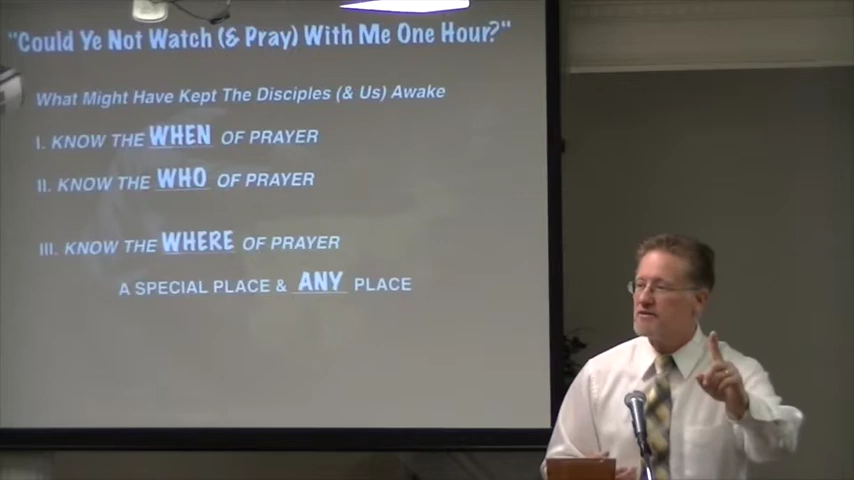 "Could Ye Not Watch (& Pray) With Me One Hour?"
What Might Have Kept The Disciples (& Us) Awake
I. Know the WHEN of Prayer
II. Know the WHO of Prayer
III. Know the WHERE of Prayer
A Special Place & ANY Place